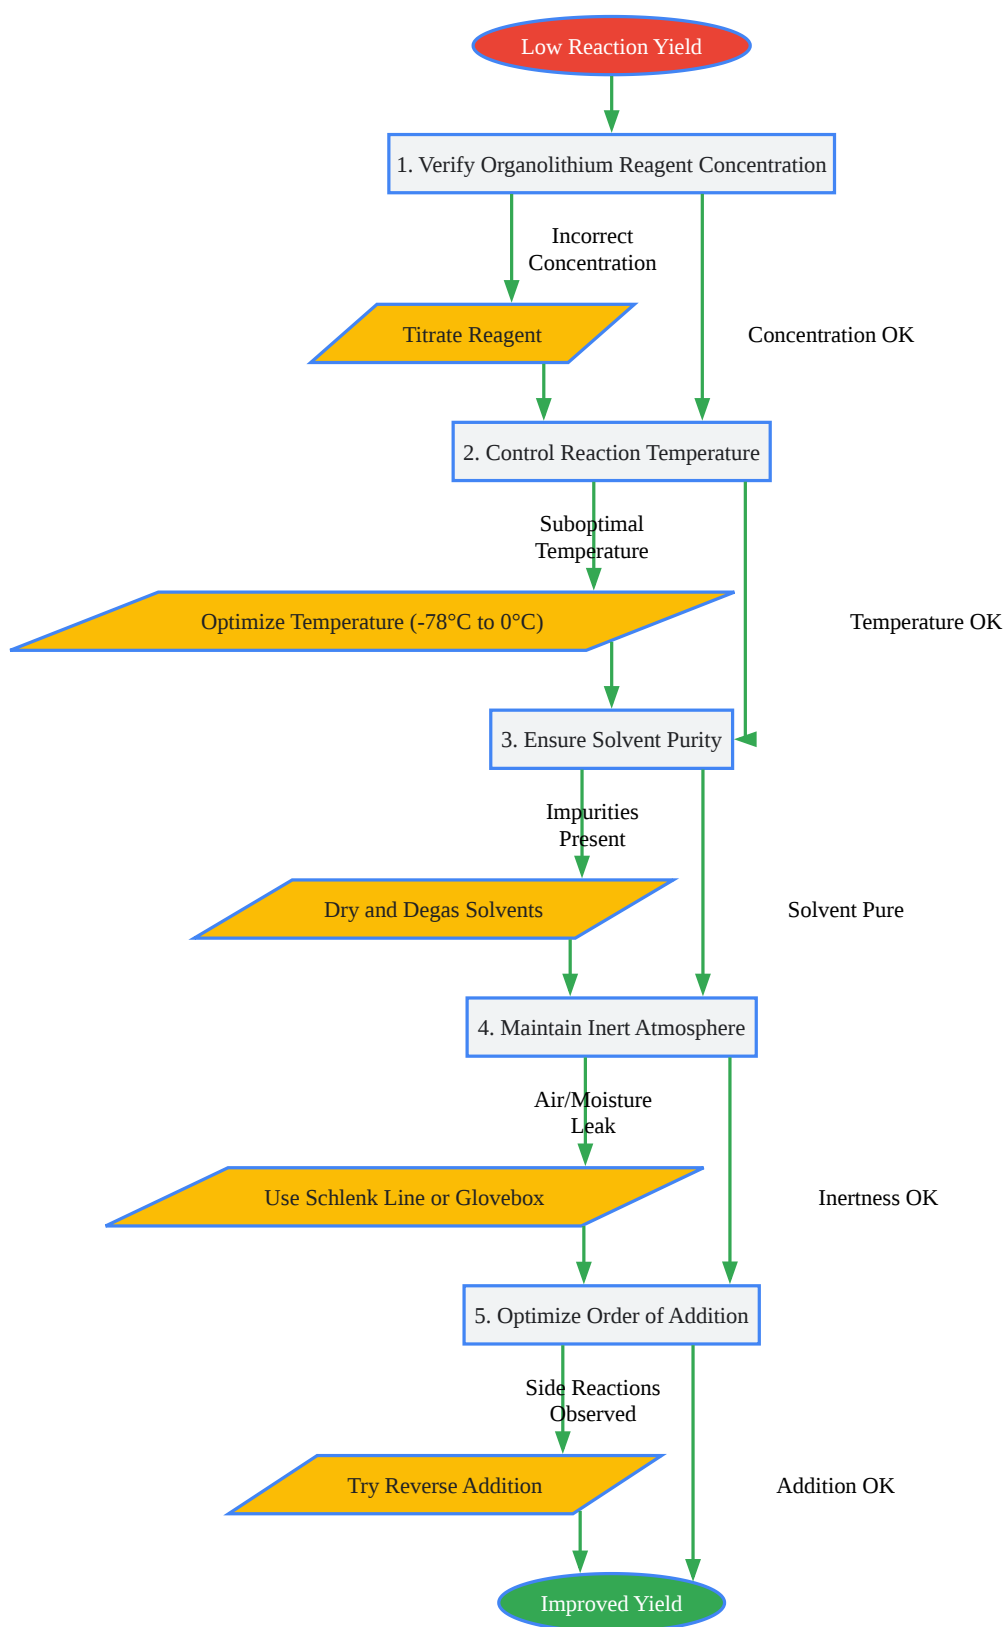 Low Reaction Yield
1. Verify Organolithium Reagent Concentration
Incorrect
Concentration
Titrate Reagent
Concentration OK
2. Control Reaction Temperature
Suboptimal
Temperature
Optimize Temperature (-78°C to 0°C)
Temperature OK
3. Ensure Solvent Purity
Impurities
Present
Dry and Degas Solvents
Solvent Pure
4. Maintain Inert Atmosphere
Air/Moisture
Leak
Use Schlenk Line or Glovebox
Inertness OK
5. Optimize Order of Addition
Side Reactions
Observed
Try Reverse Addition
Addition OK
Improved Yield